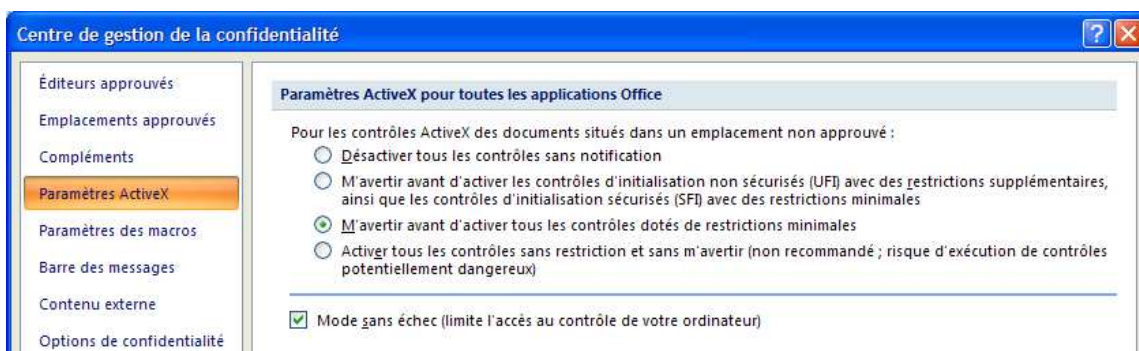 Centre de gestion de la confidentialité
Éditeurs approuvés
Emplacements approuvés
Compléments
Paramètres ActiveX
Paramètres des macros
Barre des messages
Contenu externe
Options de confidentialité
Paramètres ActiveX pour toutes les applications Office
Pour les contrôles ActiveX des documents situés dans un emplacement non approuvé :
Désactiver tous les contrôles sans notification
M'avertir avant d'activer les contrôles d'initialisation non sécurisés (UFI) avec des restrictions supplémentaires,
ainsi que les contrôles d'initialisation sécurisés (SFI) avec des restrictions minimales
M'avertir avant d'activer tous les contrôles dotés de restrictions minimales
Activer tous les contrôles sans restriction et sans m'avertir (non recommandé ; risque d'exécution de contrôles
potentiellement dangereux)
Mode sans échec (limite l'accès au contrôle de votre ordinateur)